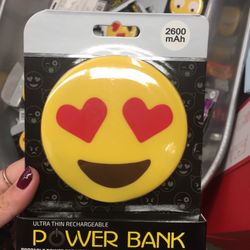 2600
mAh
ULTRA THIN RECHARGEABLE
POWER BANK